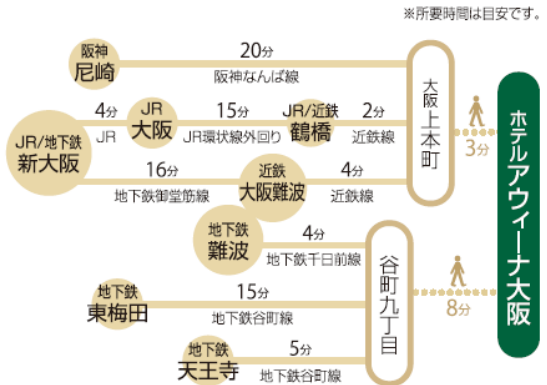 ※所要時間は目安です。
阪神
尼崎
20分
阪神なんば線
JR/地下鉄
新大阪
4分
JR
JR
大阪
15分
JR環状線外回り
JR/近鉄
鶴橋
2分
近鉄線
16分
地下鉄御堂筋線
近鉄
大阪難波
4分
近鉄線
大阪上本町
3分
地下鉄
難波
4分
地下鉄千日前線
地下鉄
東梅田
15分
地下鉄谷町線
地下鉄
天王寺
5分
地下鉄谷町線
谷町九丁目
8分
ホテルアウィーナ大阪